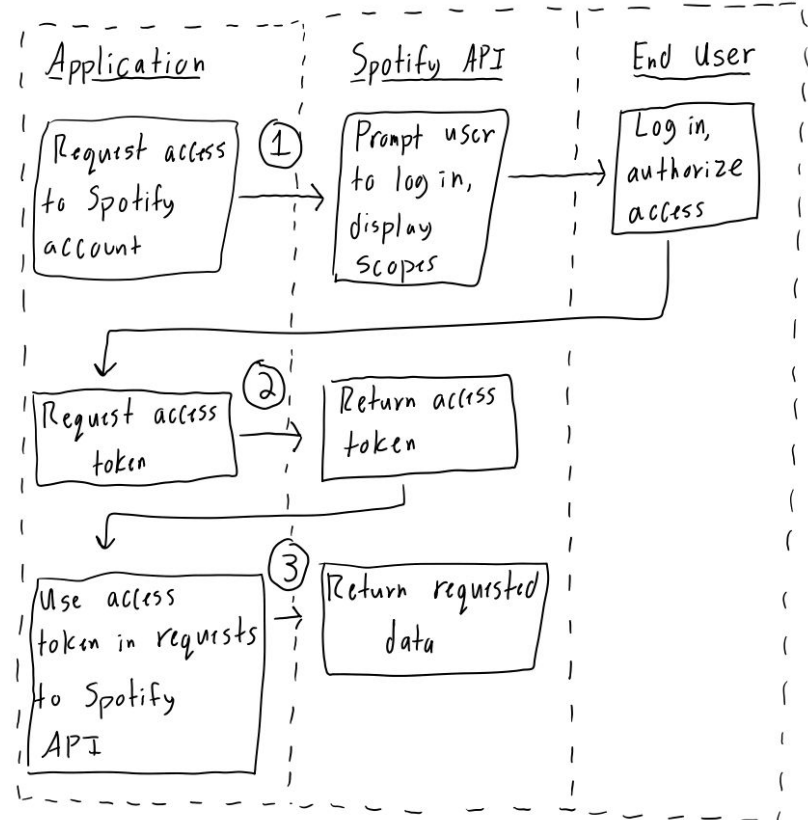 Application
Spotify API
End User
Request access
to Spotify
account
1
Prompt user
to log in,
display
scopes
Log in,
authorize
access
Request access
token
2
Return access
token
Use access
token in requests
to Spotify
API
3
Return requested
data